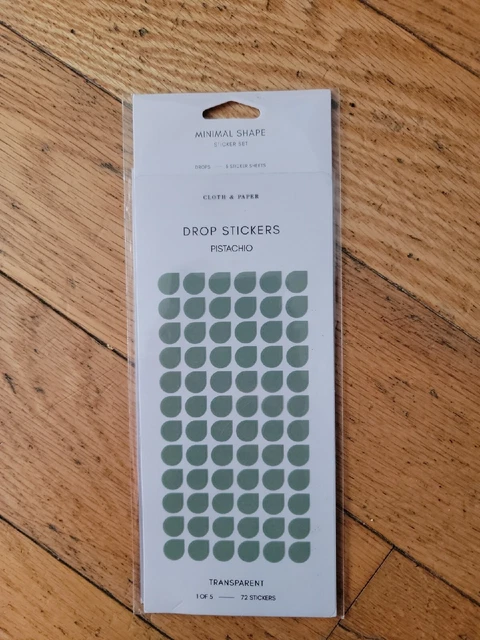 MINIMAL SHAPE
STICKER SET
DROPS — 5 STICKER SHEETS
CLOTH & PAPER
DROP STICKERS
PISTACHIO
TRANSPARENT
1 OF 5 — 72 STICKERS